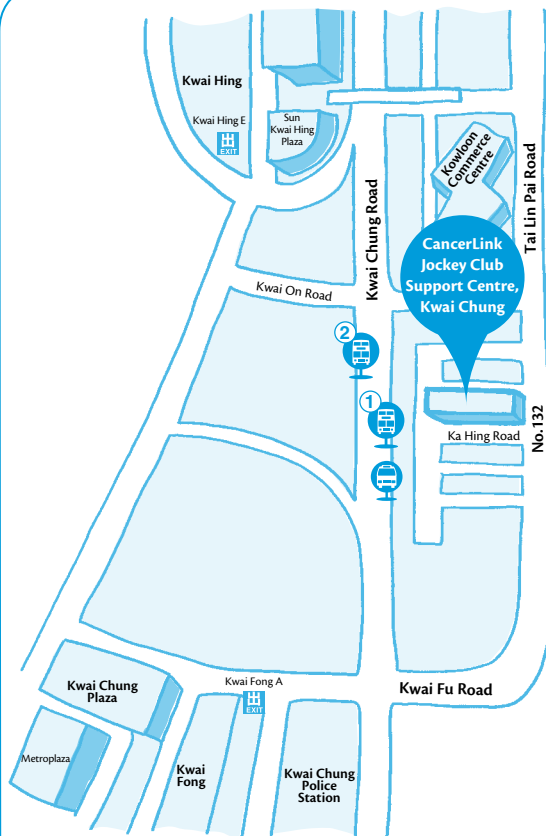 Kwai Hing
Kwai Hing E
EXIT
Sun
Kwai Hing
Plaza
Kowloon
Commerce
Centre
Tai Lin Pai Road
Kwai Chung Road
CancerLink
Jockey Club
Support Centre,
Kwai Chung
Kwai On Road
2
1
Ka Hing Road
No.132
Kwai Fong A
EXIT
Kwai Fu Road
Kwai Chung
Plaza
Metroplaza
Kwai
Fong
Kwai Chung
Police
Station